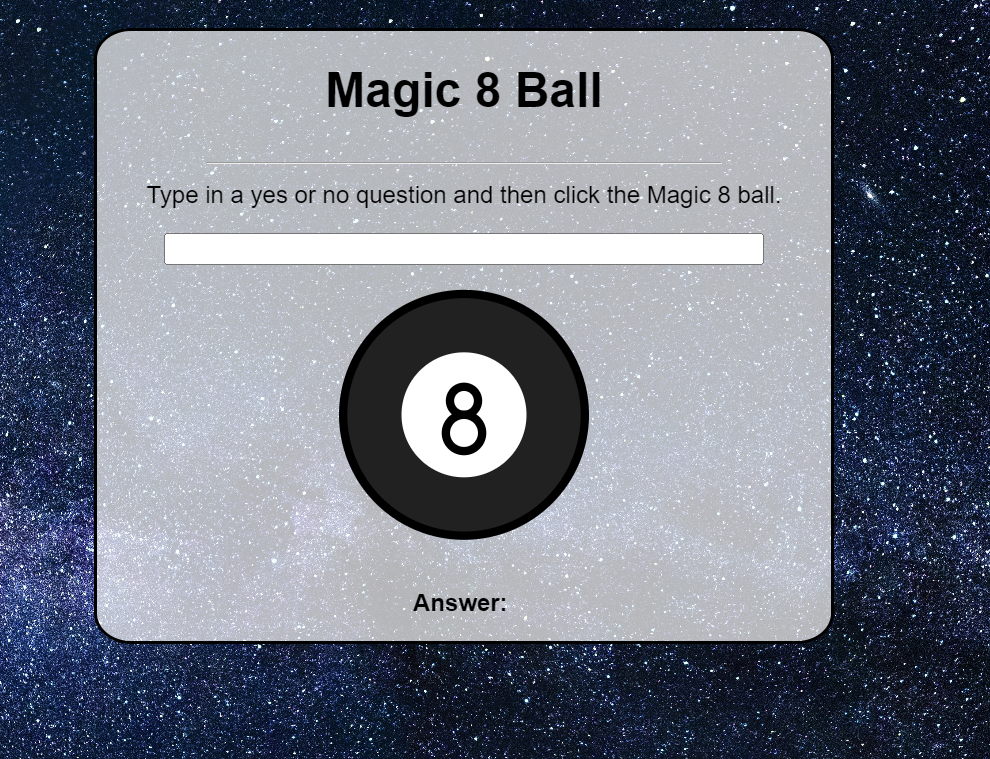 Magic 8 Ball
Type in a yes or no question and then click the Magic 8 ball.
8
Answer: